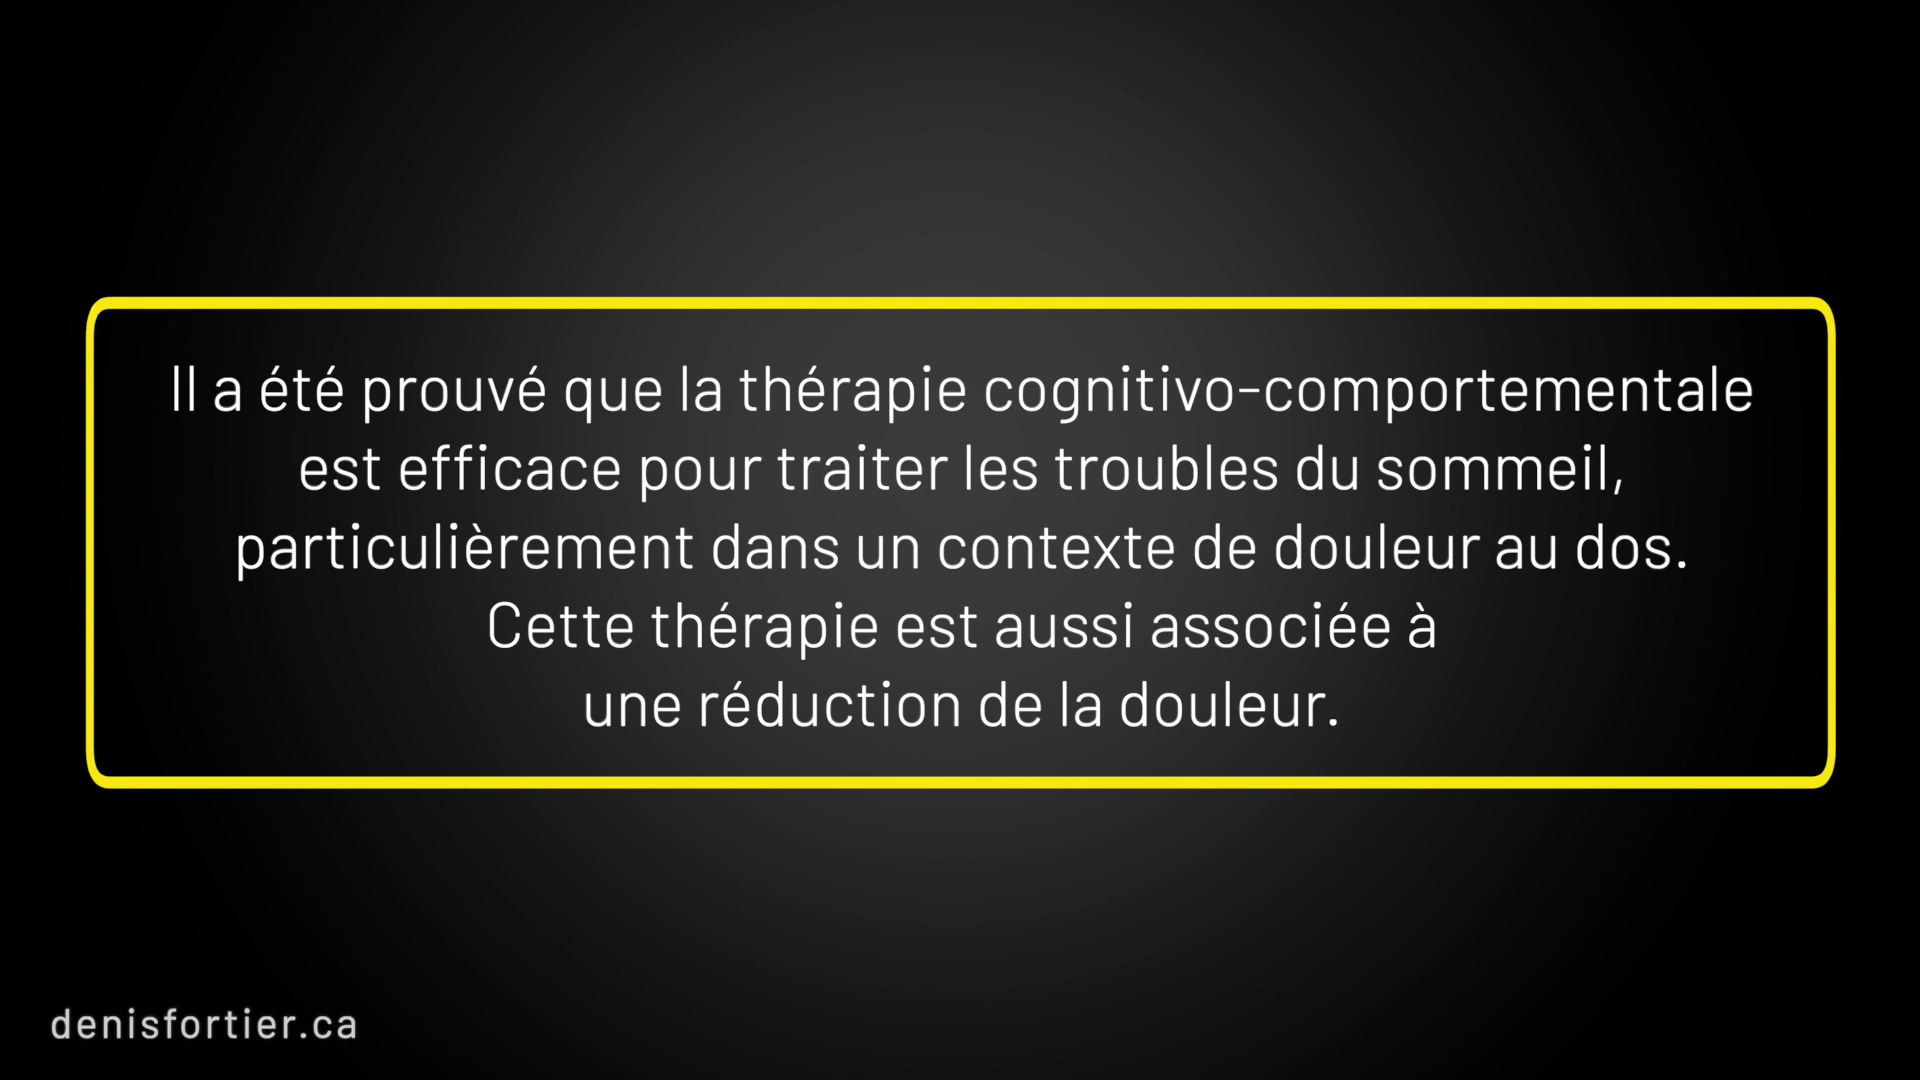 Il a été prouvé que la thérapie cognitivo-comportementale
est efficace pour traiter les troubles du sommeil,
particulièrement dans un contexte de douleur au dos.
Cette thérapie est aussi associée à
une réduction de la douleur.
denisfortier.ca